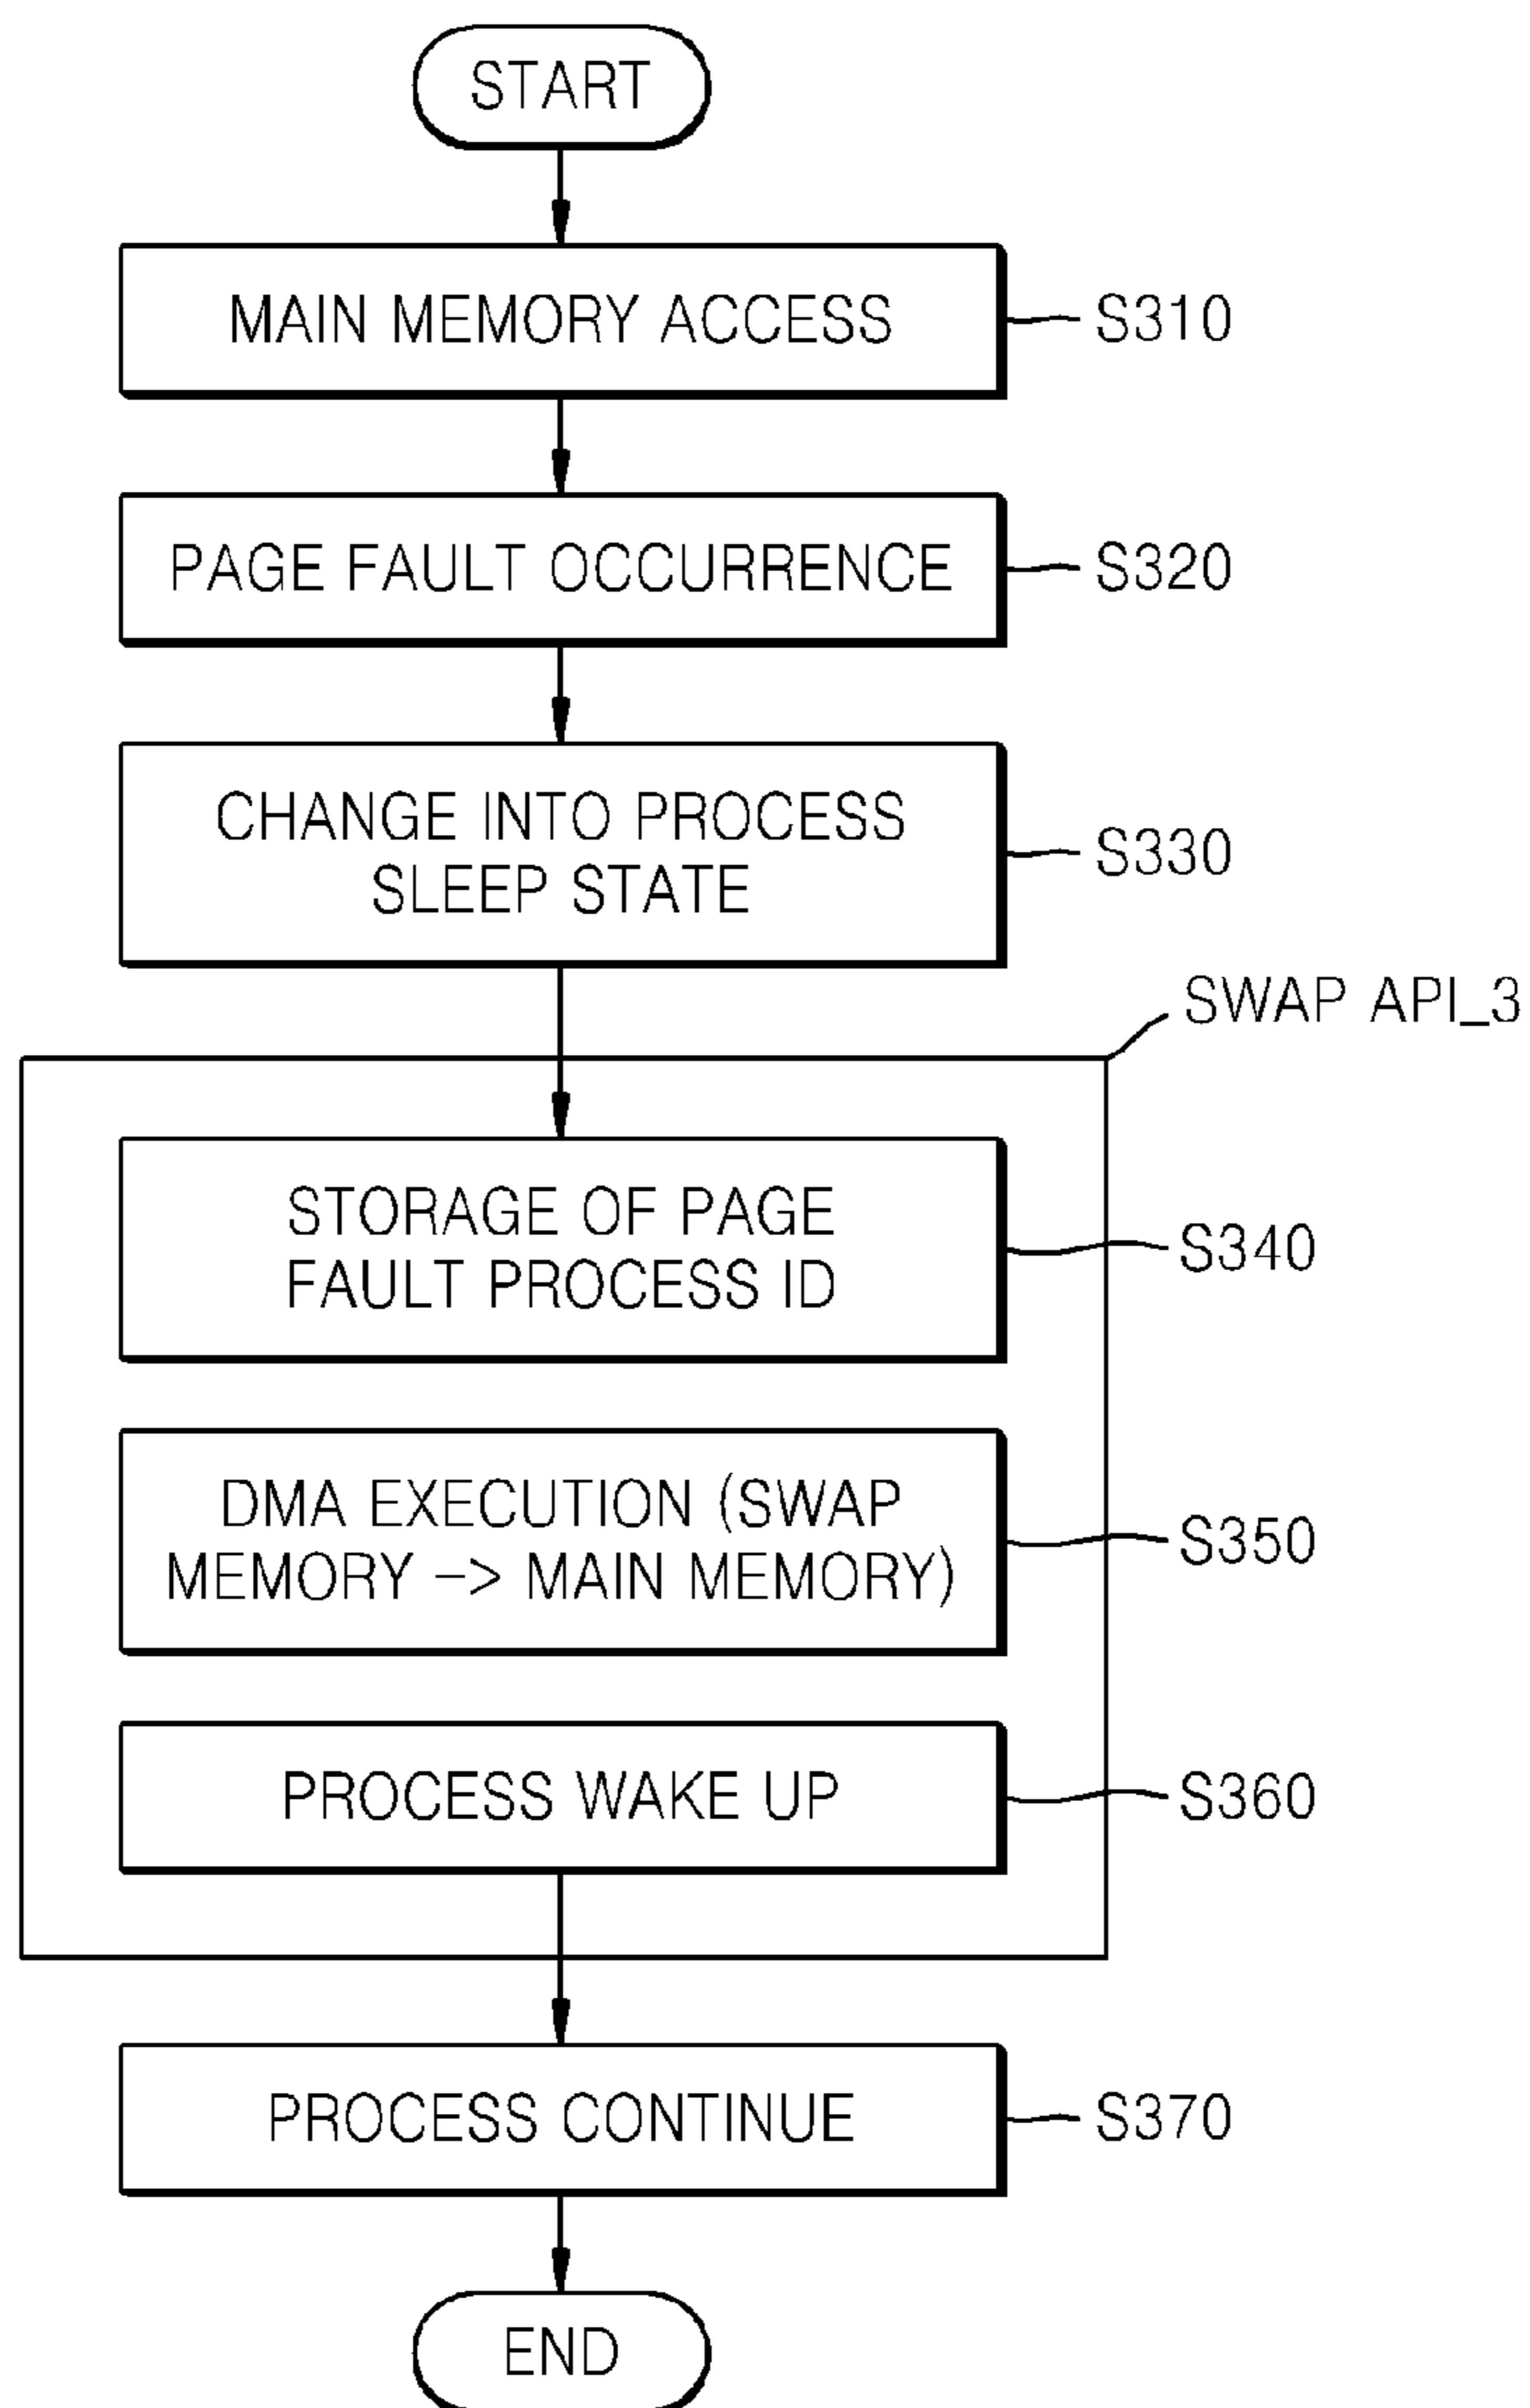 START
MAIN MEMORY ACCESS
S310
PAGE FAULT OCCURRENCE
S320
CHANGE INTO PROCESS
SLEEP STATE
S330
SWAP API_3
STORAGE OF PAGE
FAULT PROCESS ID
S340
DMA EXECUTION (SWAP
MEMORY -> MAIN MEMORY)
S350
PROCESS WAKE UP
S360
PROCESS CONTINUE
S370
END